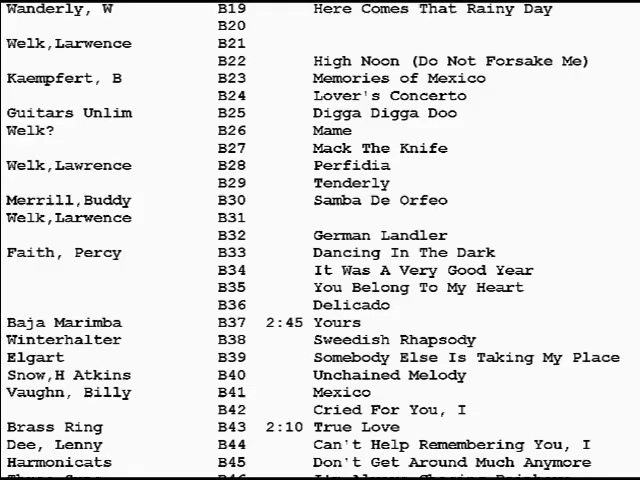 Wanderly, W B19 Here Comes That Rainy Day
B20
Welk,Larwence B21
B22 High Noon (Do Not Forsake Me)
Kaempfert, B B23 Memories of Mexico
B24 Lover's Concerto
Guitars Unlim B25 Digga Digga Doo
Welk? B26 Mame
B27 Mack The Knife
Welk,Lawrence B28 Perfidia
B29 Tenderly
Merrill,Buddy B30 Samba De Orfeo
Welk,Larwence B31
B32 German Landler
Faith, Percy B33 Dancing In The Dark
B34 It Was A Very Good Year
B35 You Belong To My Heart
B36 Delicado
Baja Marimba B37 2:45 Yours
Winterhalter B38 Sweedish Rhapsody
Elgart B39 Somebody Else Is Taking My Place
Snow,H Atkins B40 Unchained Melody
Vaughn, Billy B41 Mexico
B42 Cried For You, I
Brass Ring B43 2:10 True Love
Dee, Lenny B44 Can't Help Remembering You, I
Harmonicats B45 Don't Get Around Much Anymore
B46 I'm Always Chasing Rainbows